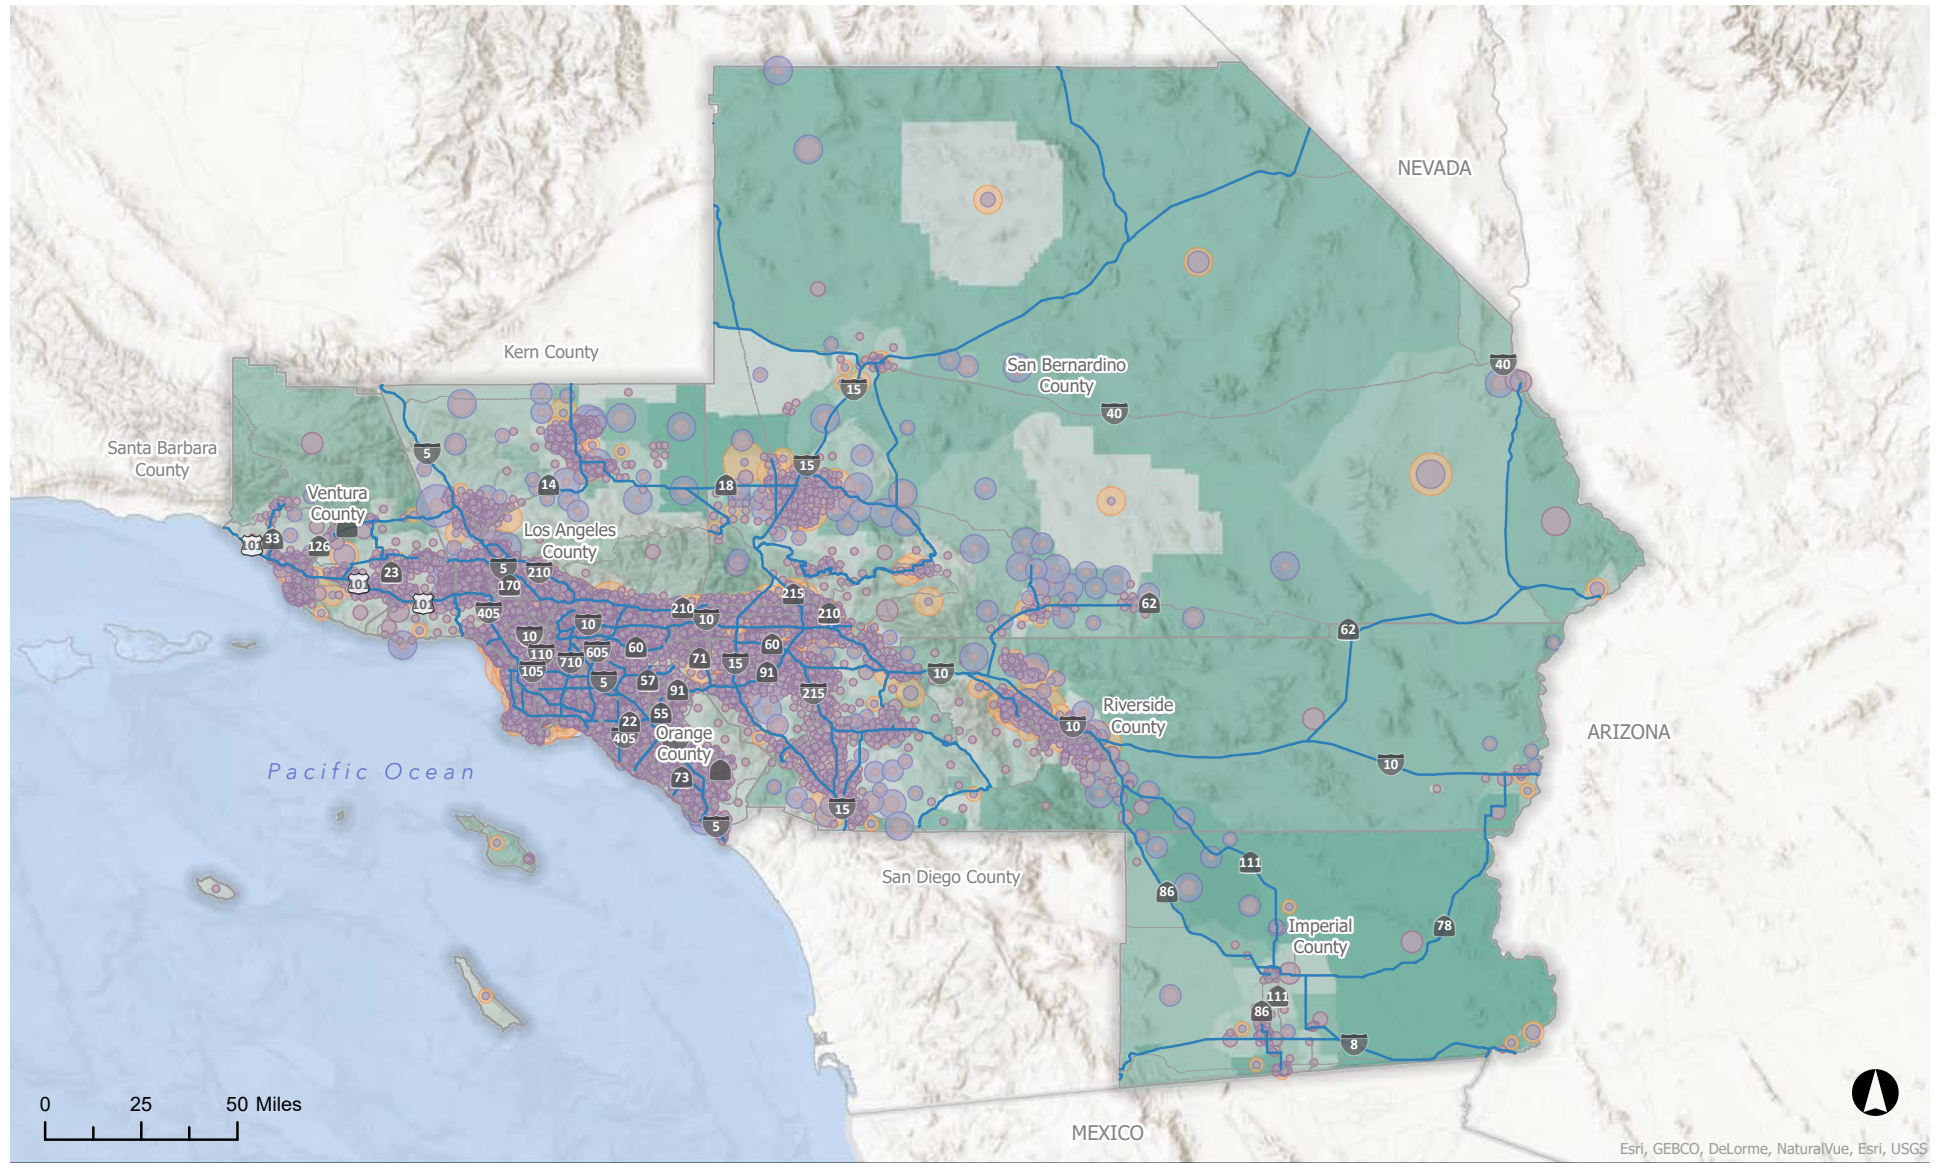 NEVADA
Kern County
San Bernardino
County
40
15
40
Santa Barbara
County
5
15
14
18
Ventura
County
Los Angeles
County
101
33
126
5
210
23
101
170
101
405
215
62
210
10
210
10
62
10
110
605
60
71
60
105
710
15
10
5
57
91
91
215
55
22
405
Orange
County
Riverside
County
10
ARIZONA
10
Pacific Ocean
73
15
5
San Diego County
111
86
Imperial
County
78
111
86
8
0 25 50 Miles
MEXICO
Esri, GEBCO, DeLorme, NaturalVue, Esri, USGS